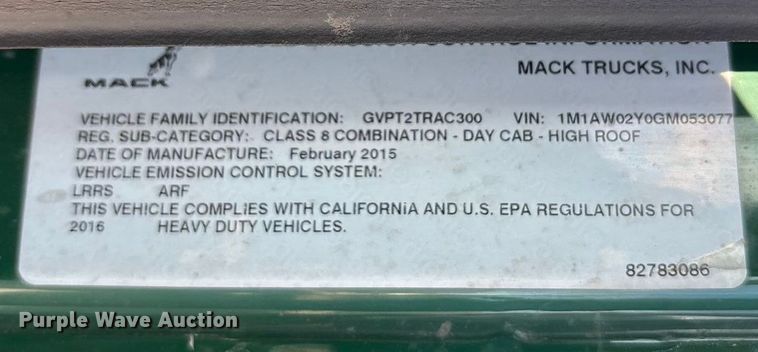 MACK
MACK TRUCKS, INC.
VEHICLE FAMILY IDENTIFICATION: GVPT2TRAC300 VIN: 1M1AW02Y0GM053077
REG. SUB-CATEGORY: CLASS 8 COMBINATION - DAY CAB - HIGH ROOF
DATE OF MANUFACTURE: February 2015
VEHICLE EMISSION CONTROL SYSTEM:
LRRS ARF
THIS VEHICLE COMPLIES WITH CALIFORNIA AND U.S. EPA REGULATIONS FOR
2016 HEAVY DUTY VEHICLES.
82783086
Purple Wave Auction